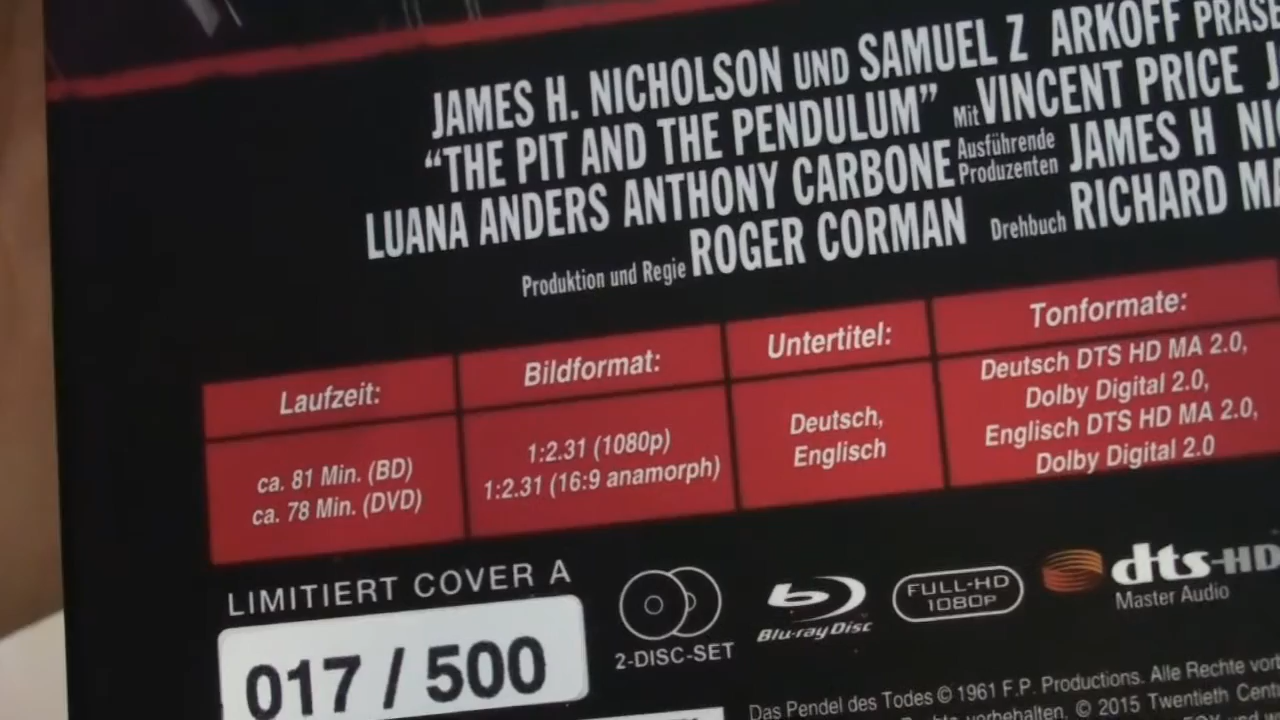 JAMES H. NICHOLSON UND SAMUEL Z ARKOFF
“THE PIT AND THE PENDULUM” Mit VINCENT PRICE
LUANA ANDERS ANTHONY CARBONE Ausführende Produzenten JAMES H
Produktion und Regie ROGER CORMAN Drehbuch RICHARD
Laufzeit:
ca. 81 Min. (BD)
ca. 78 Min. (DVD)
Bildformat:
1:2.31 (1080p)
1:2.31 (16:9 anamorph)
Untertitel:
Deutsch,
Englisch
Tonformate:
Deutsch DTS HD MA 2.0,
Dolby Digital 2.0,
Englisch DTS HD MA 2.0,
Dolby Digital 2.0
LIMITIERT COVER A
017 / 500
2-DISC-SET
Blu-ray Disc
FULL-HD
1080P
dts-HD
Master Audio
Das Pendel des Todes © 1961 F.P. Productions. Alle Rechte
vorbehalten. © 2015 Twentieth